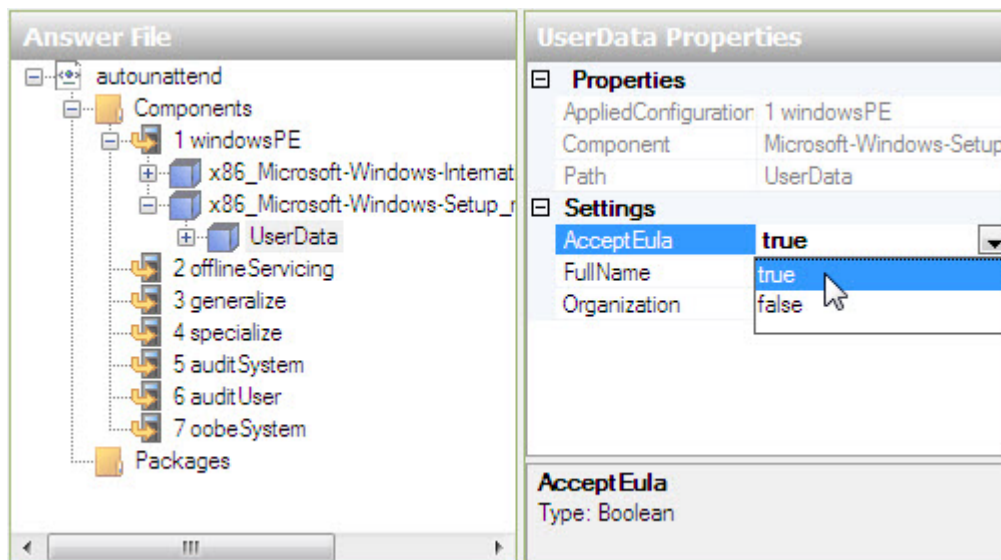 Answer File
autounattend
Components
1 windowsPE
x86_Microsoft-Windows-Internat
x86_Microsoft-Windows-Setup_
UserData
2 offlineServicing
3 generalize
4 specialize
5 auditSystem
6 auditUser
7 oobeSystem
Packages
UserData Properties
Properties
AppliedConfiguration 1 windowsPE
Component Microsoft-Windows-Setup
Path UserData
Settings
AcceptEula true
FullName true
Organization false
AcceptEula
Type: Boolean